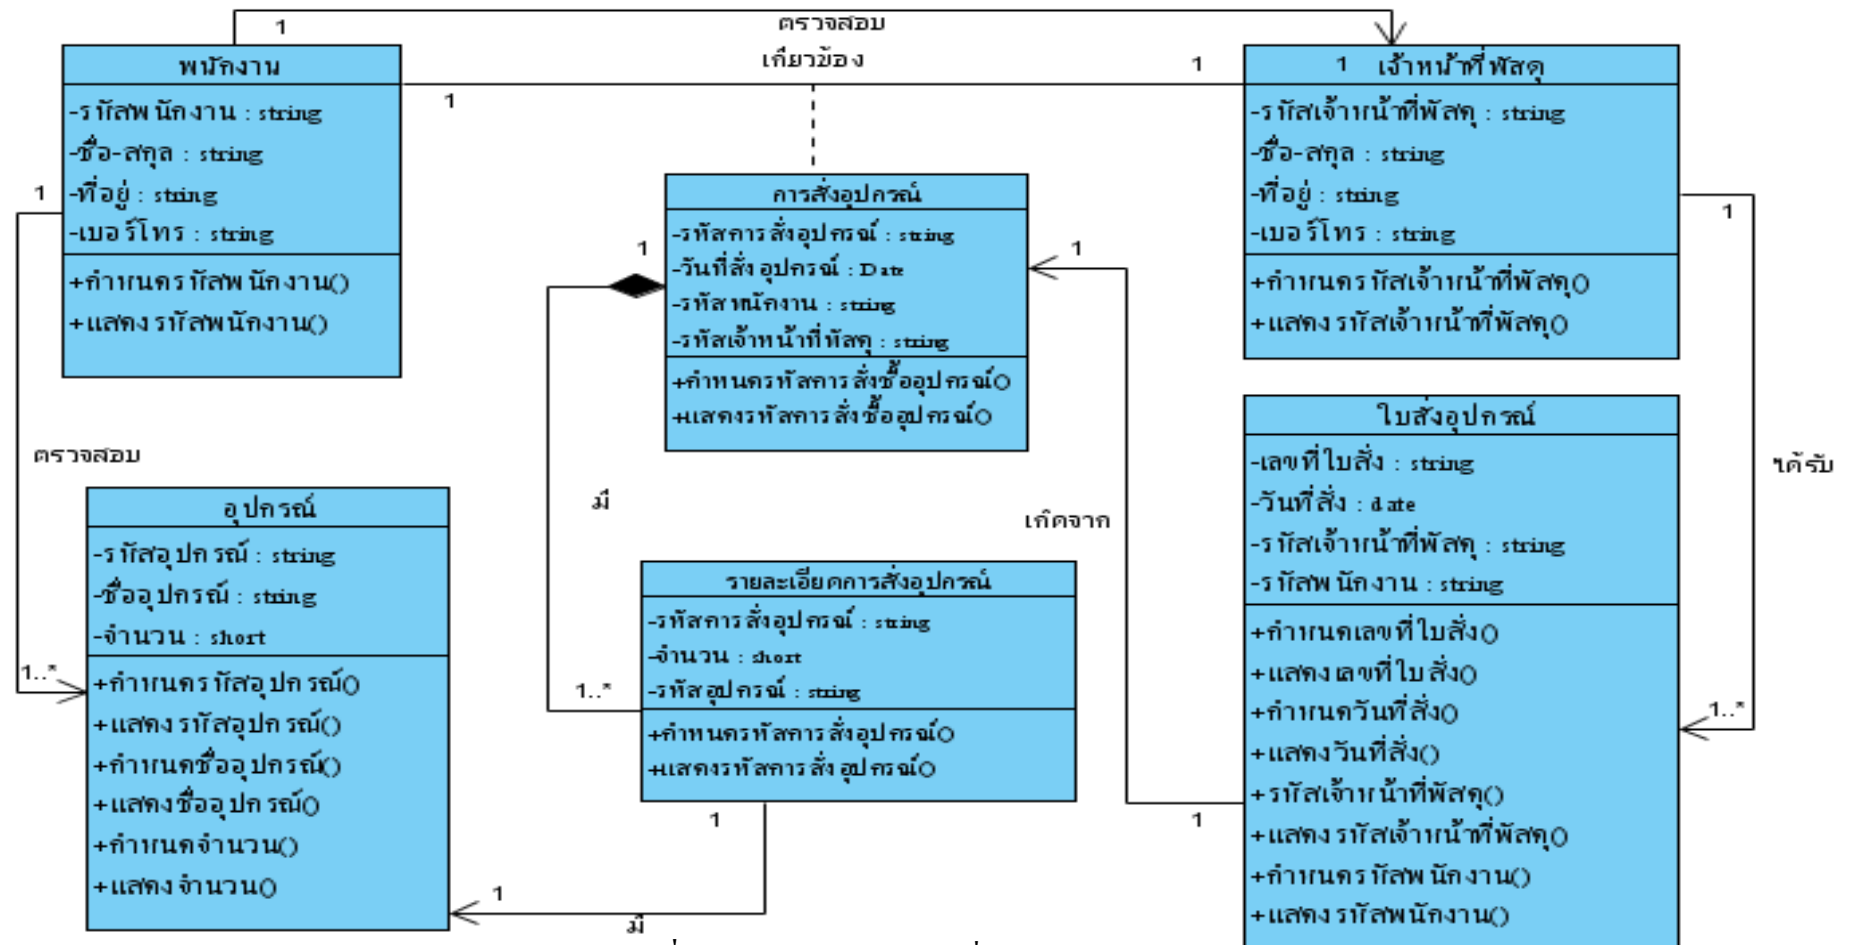 1
ตรวจสอบ
เกี่ยวข้อง
1
1
พนักงาน
-รหัสพนักงาน : string
-ชื่อ-สกุล : string
-ที่อยู่ : string
-เบอร์โทร : string
+กำหนดรหัสพนักงาน()
+แสดงรหัสพนักงาน()
1 เจ้าหน้าที่พัสดุ
-รหัสเจ้าหน้าที่พัสดุ : string
-ชื่อ-สกุล : string
-ที่อยู่ : string
-เบอร์โทร : string
+กำหนดรหัสเจ้าหน้าที่พัสดุ()
+แสดงรหัสเจ้าหน้าที่พัสดุ()
การสั่งอุปกรณ์
-รหัสการสั่งอุปกรณ์ : string
-วันที่สั่งอุปกรณ์ : Date
-รหัสพนักงาน : string
-รหัสเจ้าหน้าที่พัสดุ : string
+กำหนดรหัสการสั่งซื้ออุปกรณ์()
+แสดงรหัสการสั่งซื้ออุปกรณ์()
1
1
1
1
ตรวจสอบ
มี
เกิดจาก
ได้รับ
อุปกรณ์
-รหัสอุปกรณ์ : string
-ชื่ออุปกรณ์ : string
-จำนวน : short
+กำหนดรหัสอุปกรณ์()
+แสดงรหัสอุปกรณ์()
+กำหนดชื่ออุปกรณ์()
+แสดงชื่ออุปกรณ์()
+กำหนดจำนวน()
+แสดงจำนวน()
1..*
รายละเอียดการสั่งอุปกรณ์
-รหัสการสั่งอุปกรณ์ : string
-จำนวน : short
-รหัสอุปกรณ์ : string
+กำหนดรหัสการสั่งอุปกรณ์()
+แสดงรหัสการสั่งอุปกรณ์()
1..*
ใบสั่งอุปกรณ์
-เลขที่ใบสั่ง : string
-วันที่สั่ง : date
-รหัสเจ้าหน้าที่พัสดุ : string
-รหัสพนักงาน : string
+กำหนดเลขที่ใบสั่ง()
+แสดงเลขที่ใบสั่ง()
+กำหนดวันที่สั่ง()
+แสดงวันที่สั่ง()
+รหัสเจ้าหน้าที่พัสดุ()
+แสดงรหัสเจ้าหน้าที่พัสดุ()
+กำหนดรหัสพนักงาน()
+แสดงรหัสพนักงาน()
1..*
1
1
1
มี